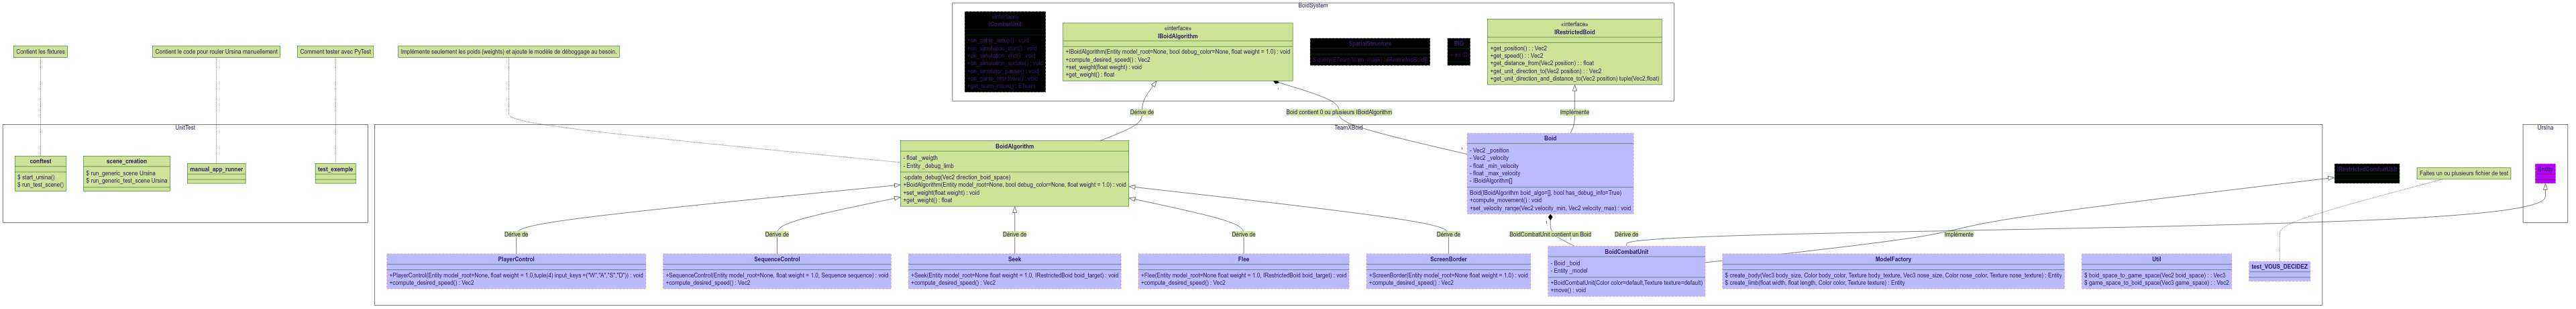 BoidSystem
«interface»
ICombatUnit
+on_game_setup() : void
+on_simulation_start() : void
+on_simulation_end() : void
+on_simulation_update() : void
+on_simulation_pause() : void
+on_game_teardown() : void
«interface»
IBoidAlgorithm
+IBoidAlgorithm(Entity model_root=None, bool debug_color=None, float weight = 1.0) : void
+compute_desired_speed() : Vec2
+set_weight(float weight) : void
+get_weight() : float
SpatialStructure
«interface»
IRestrictedBoid
+get_position() : : Vec2
+get_speed() : : Vec2
+get_distance_from(Vec2 position) : : float
+get_unit_direction_to(Vec2 position) : : Vec2
+get_unit_direction_and_distance_to(Vec2 position) tuple(Vec2,float)
Contient les fixtures
Contient le code pour rouler Ursina manuellement
Comment tester avec PyTest
Implémente seulement les poids (weights) et ajoute le modèle de déboggage au besoin.
Dérive de
*
Boid contient 0 ou plusieurs IBoidAlgorithm
1
Implémente
UnitTest
conftest
$ start_ursina()
$ run_test_scene()
scene_creation
$ run_generic_scene Ursina
$ run_generic_test_scene Ursina
manual_app_runner
test_exemple
TeamXBoid
BoidAlgorithm
- float _weigth
- Entity _debug_limb
-update_debug(Vec2 direction_boid_space)
+BoidAlgorithm(Entity model_root=None, bool debug_color=None, float weight = 1.0) : void
+set_weight(float weight) : void
+get_weight() : float
Boid
- Vec2 _position
- Vec2 _velocity
- float _min_velocity
- float _max_velocity
- IBoidAlgorithm[]
Boid(IBoidAlgorithm boid_algo=[], bool has_debug_info=True)
+compute_movement() : void
+set_velocity_range(Vec2 velocity_min, Vec2 velocity_max) : void
IRestrictedCombatUnit
Faites un ou plusieurs fichier de test
Ursina
Entity
Dérive de
Dérive de
Dérive de
Dérive de
Dérive de
1
BoidCombatUnit contient un Boid
1
Dérive de
Implémente
PlayerControl
+PlayerControl(Entity model_root=None, float weight = 1.0,tuple(4) input_keys =("W","A","S","D")) : void
+compute_desired_speed() : Vec2
SequenceControl
+SequenceControl(Entity model_root=None, float weight = 1.0, Sequence sequence) : void
+compute_desired_speed() : Vec2
Seek
+Seek(Entity model_root=None float weight = 1.0, IRestrictedBoid boid_target) : void
+compute_desired_speed() : Vec2
Flee
+Flee(Entity model_root=None float weight = 1.0, IRestrictedBoid boid_target) : void
+compute_desired_speed() : Vec2
ScreenBorder
+ScreenBorder(Entity model_root=None float weight = 1.0) : void
+compute_desired_speed() : Vec2
BoidCombatUnit
- Boid _boid
- Entity _model
+BoidCombatUnit(Color color=default,Texture texture=default)
+move() : void
ModelFactory
$ create_body(Vec3 body_size, Color body_color, Texture body_texture, Vec3 nose_size, Color nose_color, Texture nose_texture) : Entity
$ create_limb(float width, float length, Color color, Texture texture) : Entity
Util
$ boid_space_to_game_space(Vec2 boid_space) : : Vec3
$ game_space_to_boid_space(Vec3 game_space) : : Vec2
test_VOUS_DECIDEZ